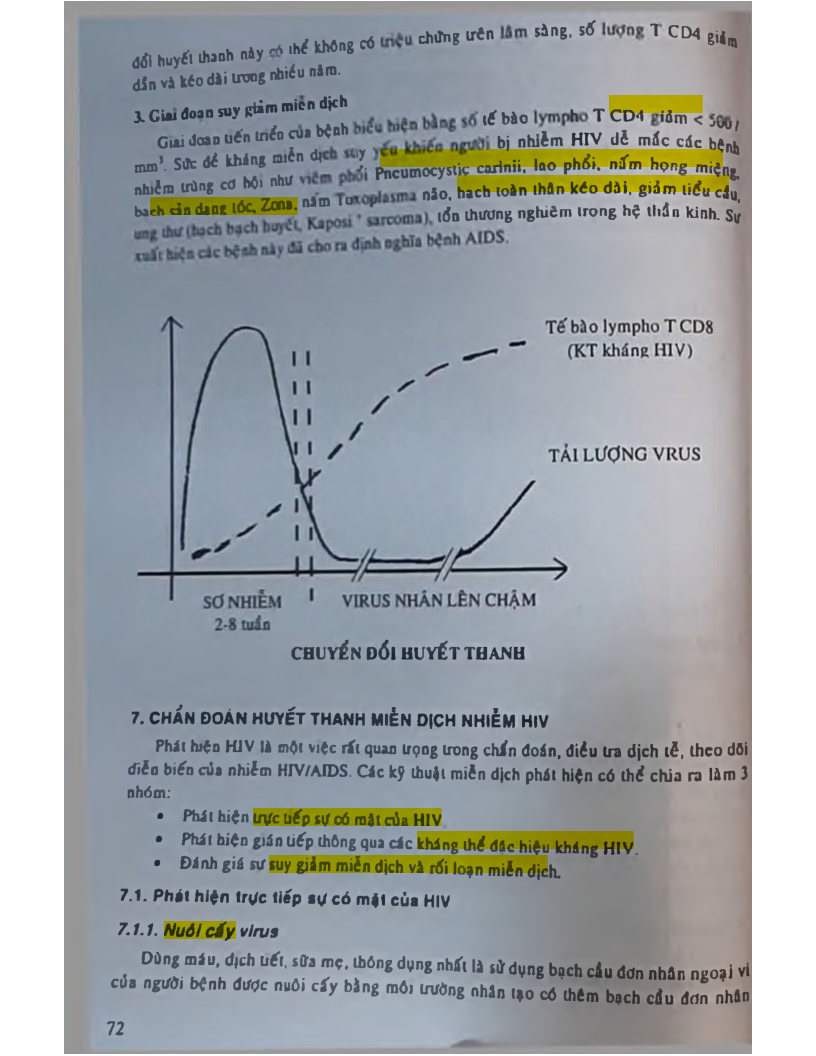 đổi huyết thanh này có thể không có triệu chứng trên lâm sàng, số lượng T CD4 giảm
dần và kéo dài trong nhiều năm.
3. Giai đoạn suy giảm miễn dịch
Giai đoạn tiến triển của bệnh biểu hiện bằng số tế bào lympho T CD4 giảm < 500 /
mm³. Sức đề kháng miễn dịch suy yếu khiến người bị nhiễm HIV dễ mắc các bệnh
nhiễm trùng cơ hội như viêm phổi Pneumocystic carinii, lao phổi, nấm họng miệng,
bạch sản dạng tóc, Zona, nấm Toxoplasma não, hạch toàn thân kéo dài, giảm tiểu cầu,
ung thư (hạch bạch huyết, Kaposi ' sarcoma), tổn thương nghiêm trọng hệ thần kinh. Sự
xuất hiện các bệnh này đã cho ra định nghĩa bệnh AIDS.
Tế bào lympho T CD8
(KT kháng HIV)
TẢI LƯỢNG VRUS
SƠ NHIỄM
2-8 tuần
VIRUS NHÂN LÊN CHẬM
CHUYỂN ĐỔI HUYẾT THANH
7. CHẨN ĐOÁN HUYẾT THANH MIỄN DỊCH NHIỄM HIV
Phát hiện HIV là một việc rất quan trọng trong chẩn đoán, điều tra dịch tễ, theo dõi
diễn biến của nhiễm HIV/AIDS. Các kỹ thuật miễn dịch phát hiện có thể chia ra làm 3
nhóm:
• Phát hiện trực tiếp sự có mặt của HIV
• Phát hiện gián tiếp thông qua các kháng thể đặc hiệu kháng HIV.
• Đánh giá sự suy giảm miễn dịch và rối loạn miễn dịch.
7.1. Phát hiện trực tiếp sự có mặt của HIV
7.1.1. Nuôi cấy virus
Dùng máu, dịch tiết, sữa mẹ, thông dụng nhất là sử dụng bạch cầu đơn nhân ngoại vi
của người bệnh được nuôi cấy bằng môi trường nhân tạo có thêm bạch cầu đơn nhân
72